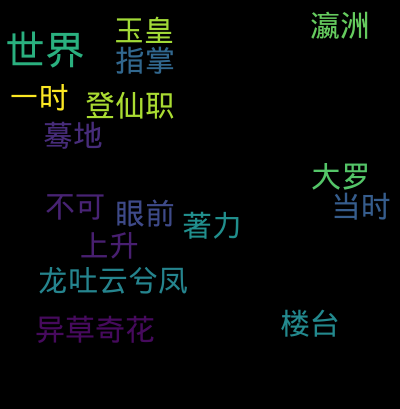 玉皇
瀛洲
世界
指掌
一时
登仙职
蓦地
大罗
不可
眼前
当时
著力
上升
龙吐云兮凤
异草奇花
楼台